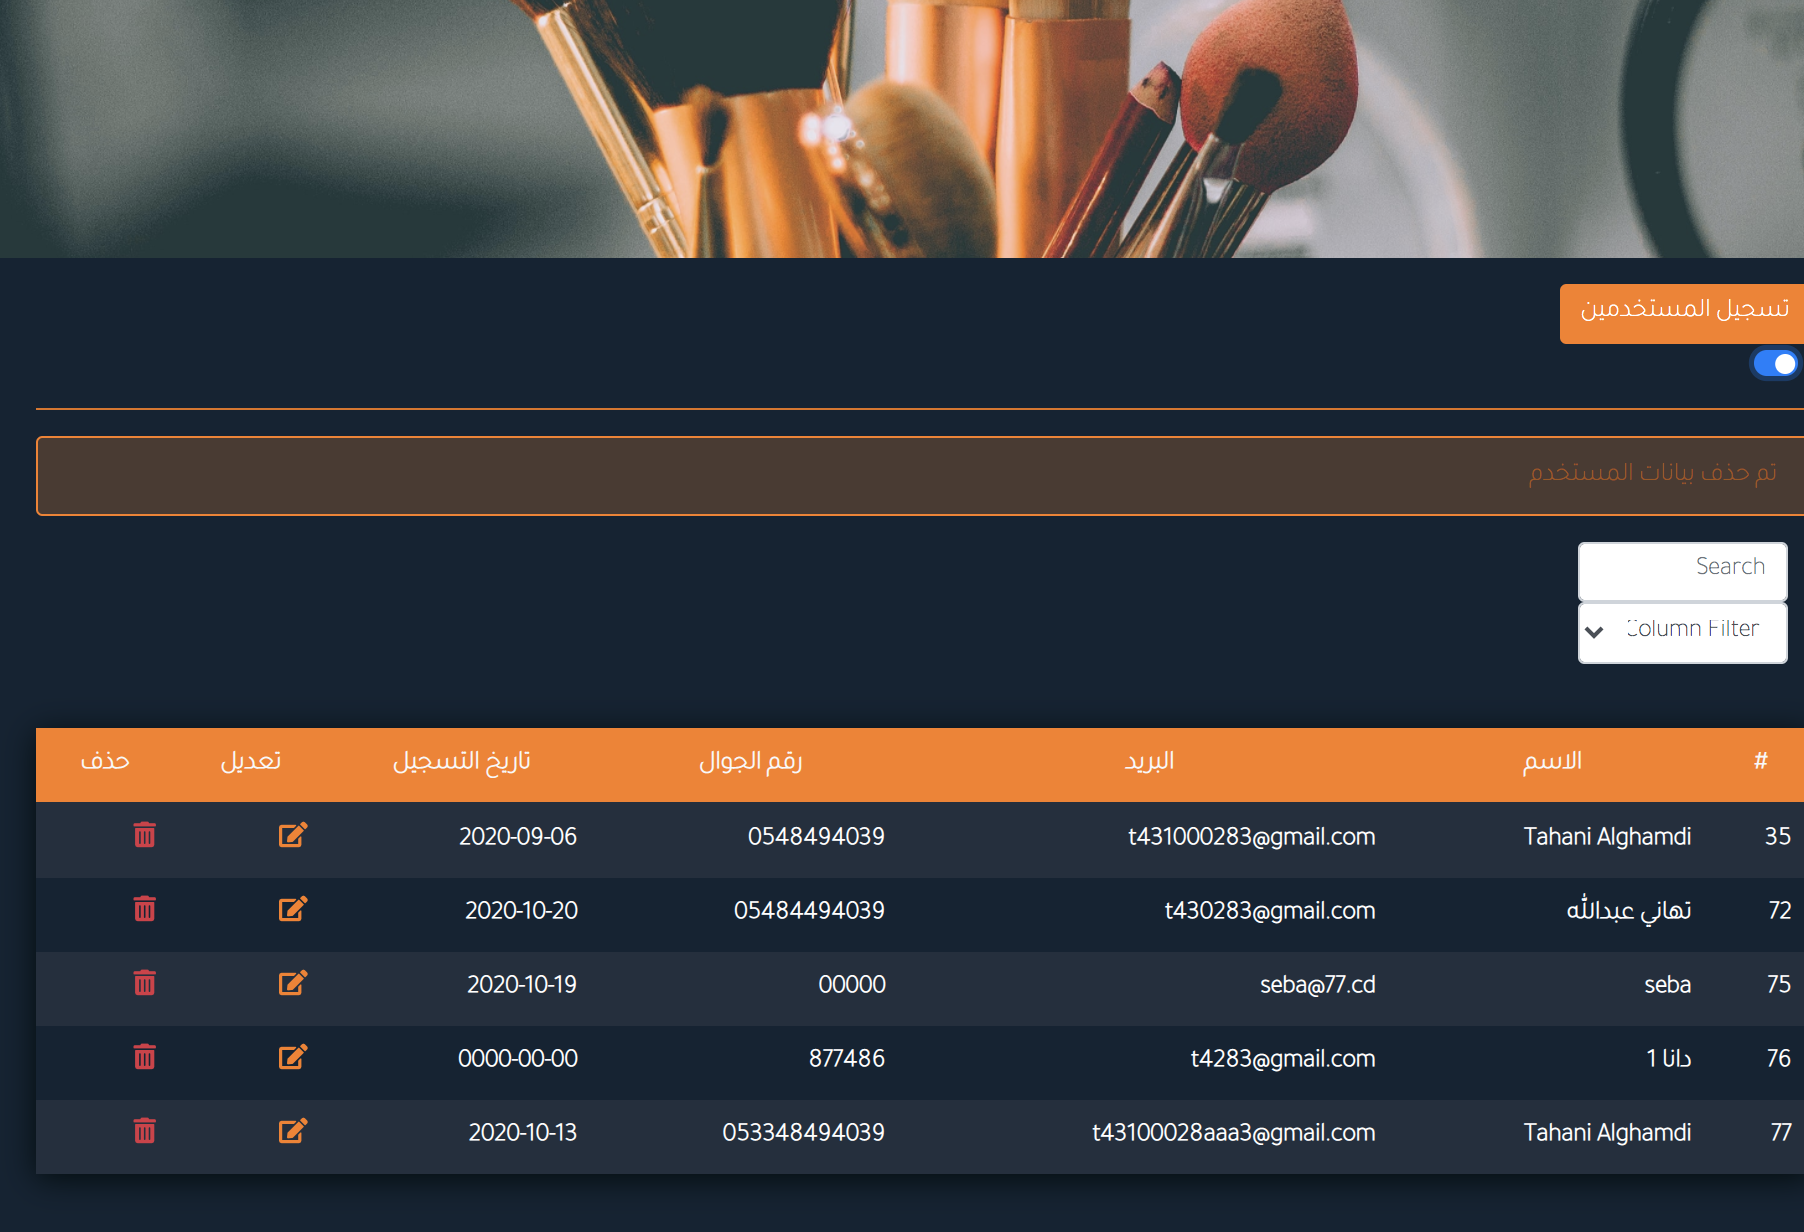 تسجيل المستخدمين
تم حذف بيانات المستخدم
Search
Column Filter
# الاسم البريد رقم الجوال تاريخ التسجيل تعديل حذف
35 Tahani Alghamdi t431000283@gmail.com 0548494039 2020-09-06
72 تهاني عبدالله t430283@gmail.com 05484494039 2020-10-20
75 seba seba@77.cd 00000 2020-10-19
76 دانا 1 t4283@gmail.com 877486 0000-00-00
77 Tahani Alghamdi t43100028aaa3@gmail.com 053348494039 2020-10-13